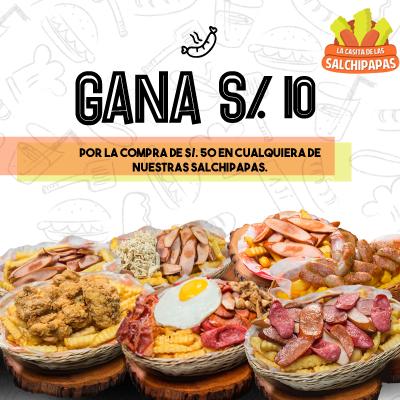 LA CASITA DE LAS
SALCHIPAPAS
GANA S/. 10
POR LA COMPRA DE S/. 50 EN CUALQUIERA DE
NUESTRAS SALCHIPAPAS.